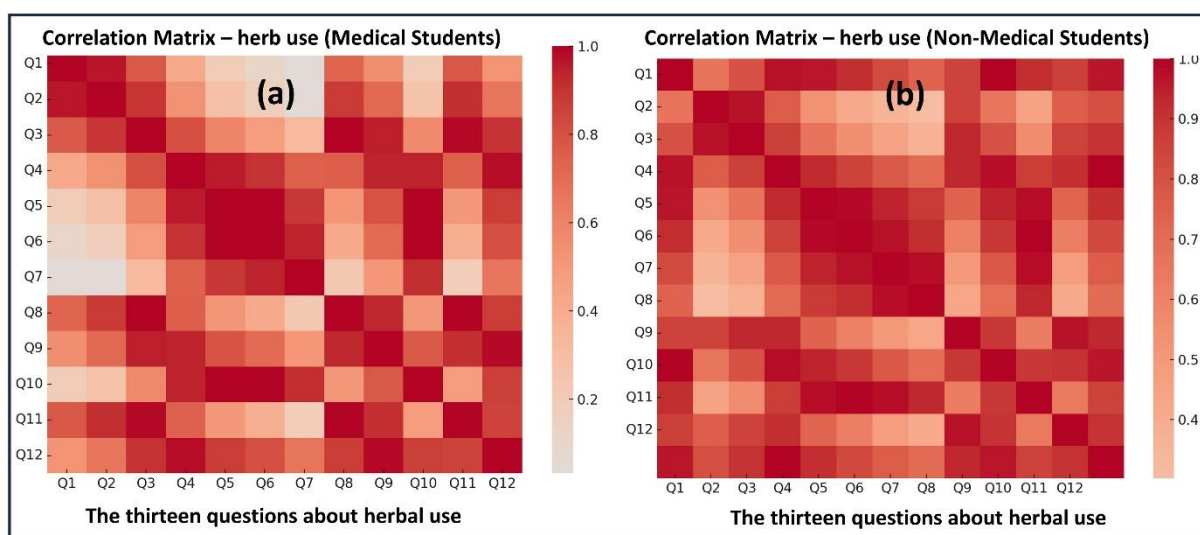 Correlation Matrix – herb use (Medical Students)
(a)
Q1
Q2
Q3
Q4
Q5
Q6
Q7
Q8
Q9
Q10
Q11
Q12
Q1 Q2 Q3 Q4 Q5 Q6 Q7 Q8 Q9 Q10 Q11 Q12
1.0
0.8
0.6
0.4
0.2
The thirteen questions about herbal use
Correlation Matrix – herb use (Non-Medical Students)
(b)
Q1
Q2
Q3
Q4
Q5
Q6
Q7
Q8
Q9
Q10
Q11
Q12
Q1 Q2 Q3 Q4 Q5 Q6 Q7 Q8 Q9 Q10 Q11 Q12
1.0
0.9
0.8
0.7
0.6
0.5
0.4
The thirteen questions about herbal use